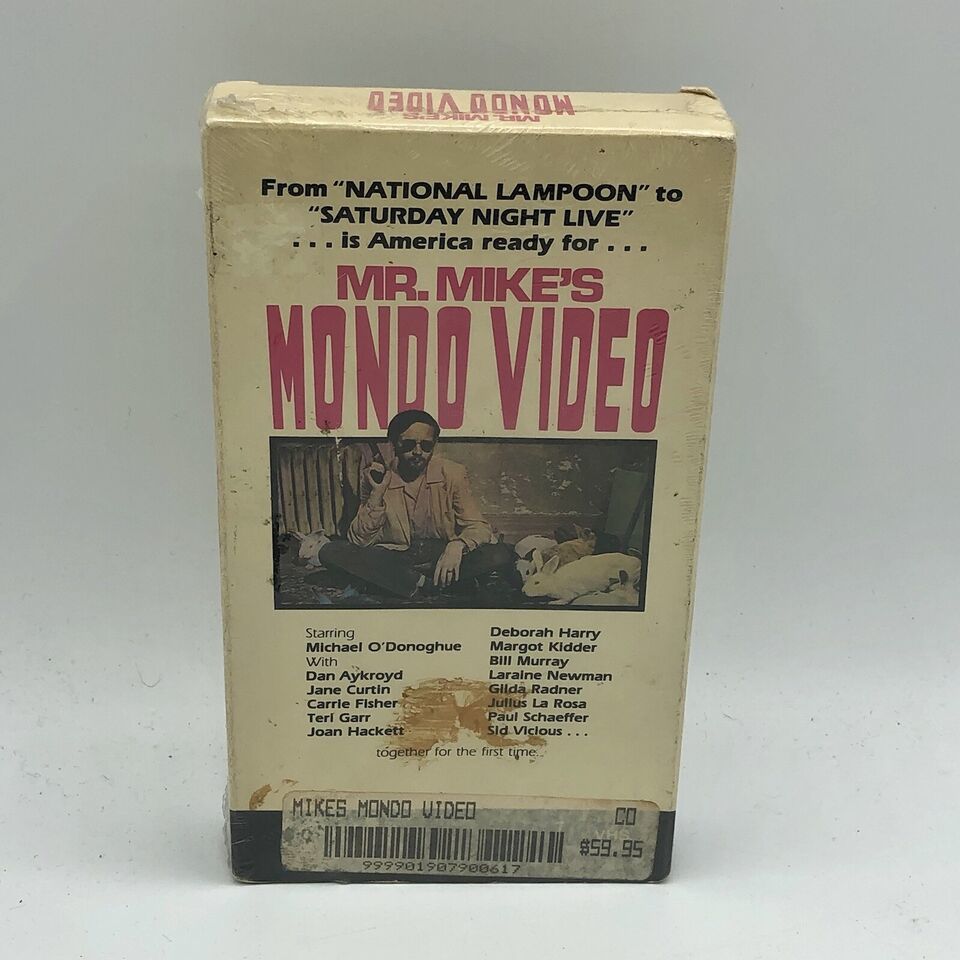 MR. MIKE'S
MONDO VIDEO
From "NATIONAL LAMPOON" to
"SATURDAY NIGHT LIVE"
. . . is America ready for . . .
MR. MIKE'S
MONDO VIDEO
Starring
Michael O'Donoghue
With
Dan Aykroyd
Jane Curtin
Carrie Fisher
Teri Garr
Joan Hackett
Deborah Harry
Margot Kidder
Bill Murray
Laraine Newman
Gilda Radner
Julius La Rosa
Paul Schaeffer
Sid Vicious . . .
together for the first time...
MIKES MONDO VIDEO
CO
VHS
$59.95
999901907900617